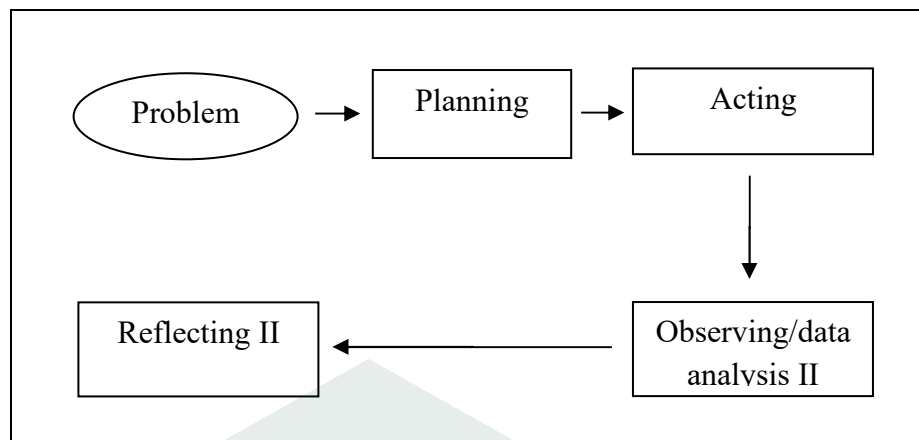 Problem
Planning
Acting
Reflecting II
Observing/data
analysis II